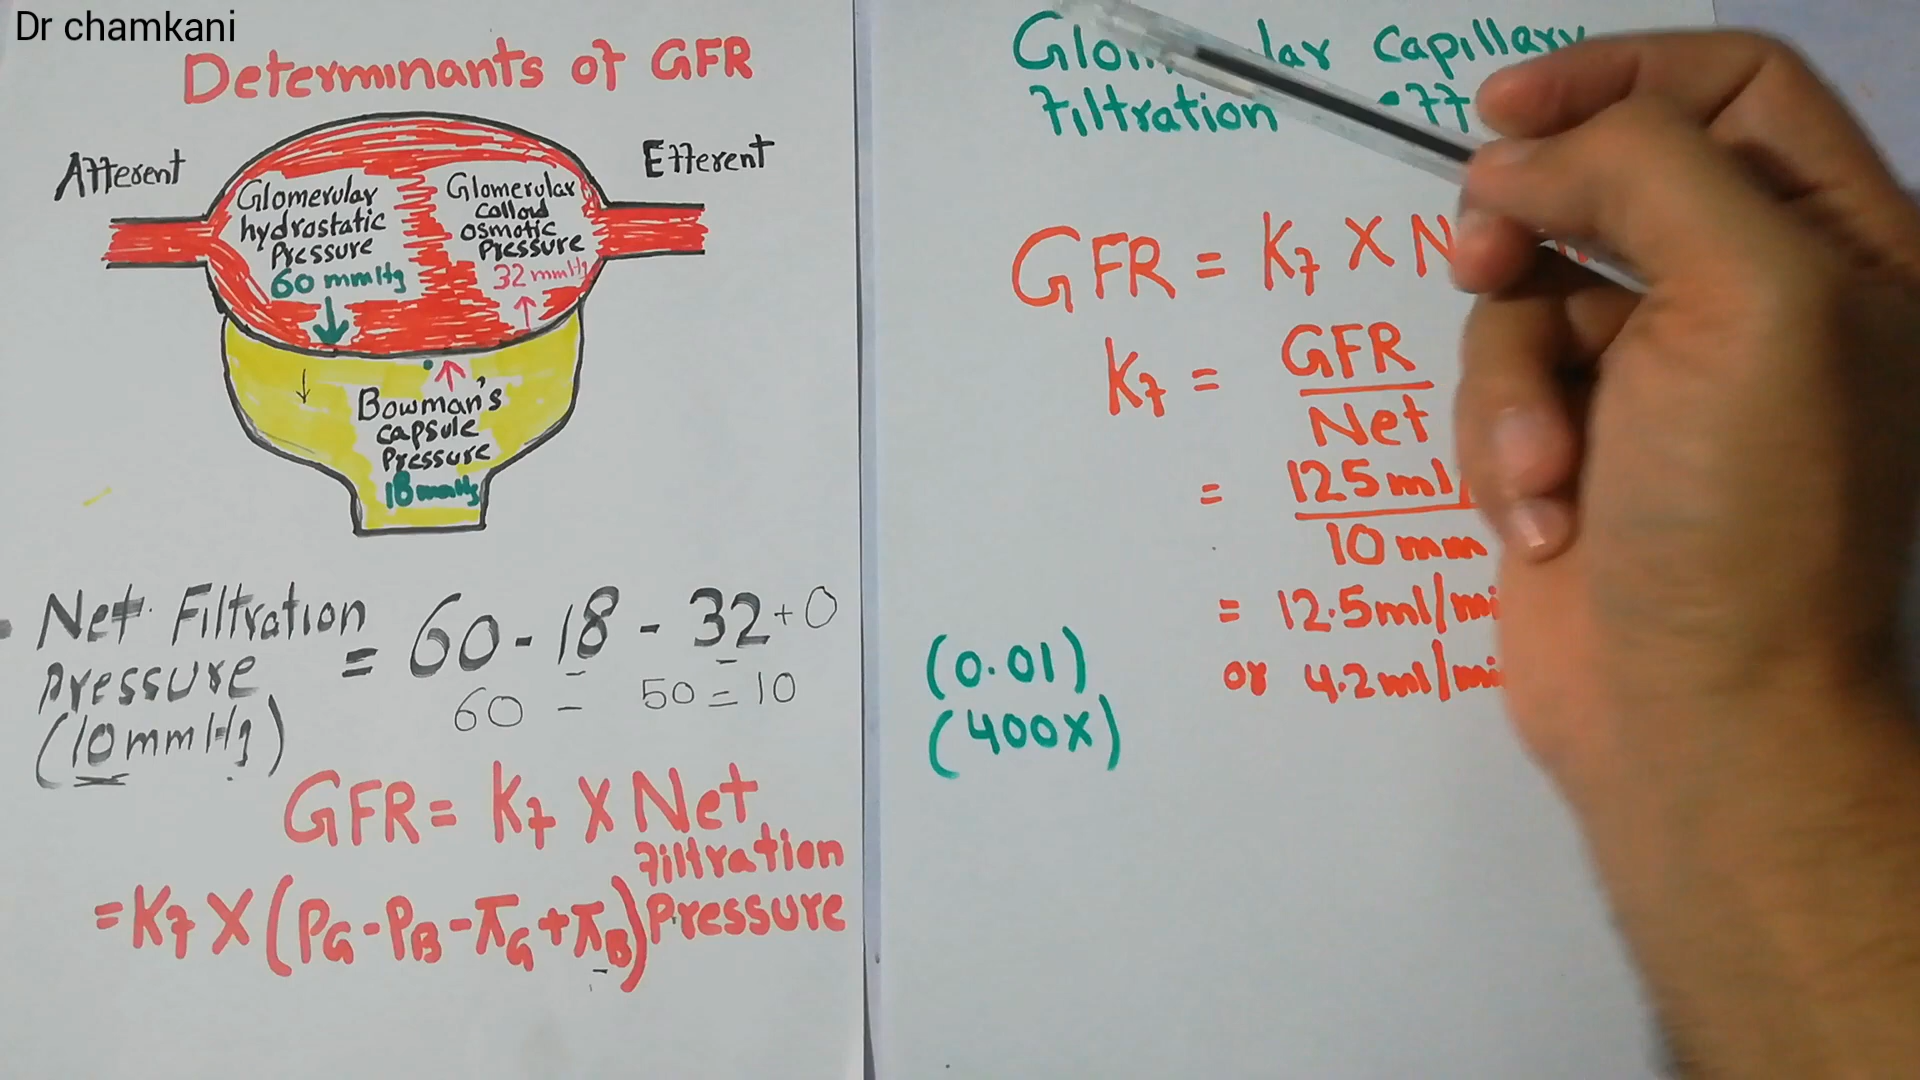 Dr chamkani
Determinants of GFR
Afferent
Efferent
Glomerular
hydrostatic
Pressure
60 mmHg
Glomerular
colloid
osmotic
Pressure
32 mmHg
Bowman's
capsule
Pressure
18 mmHg
Net Filtration
pressure
(10mmHg)
= 60 - 18 - 32 + 0
60 - 50 = 10
GFR = Kf X Net
filtration
Pressure
= Kf X (PG - PB - πG + πB)
Capillary
Filtration
GFR = Kf X N
Kf = GFR
Net
= 125 ml/
10 mm
= 12.5 ml/mi
or 4.2 ml/mi
(0.01)
(400X)